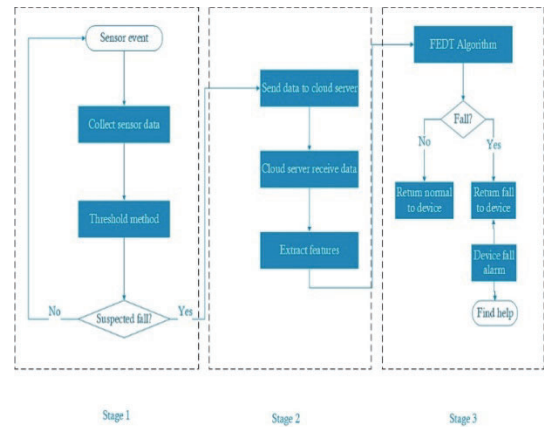 Sensor event
Collect sensor data
Threshold method
Suspected fall?
No
Yes
Stage 1
Send data to cloud server
Cloud server receive data
Extract features
Stage 2
FEDT Algorithm
Fall?
No
Yes
Return normal
to device
Return fall
to device
Device fall
alarm
Find help
Stage 3